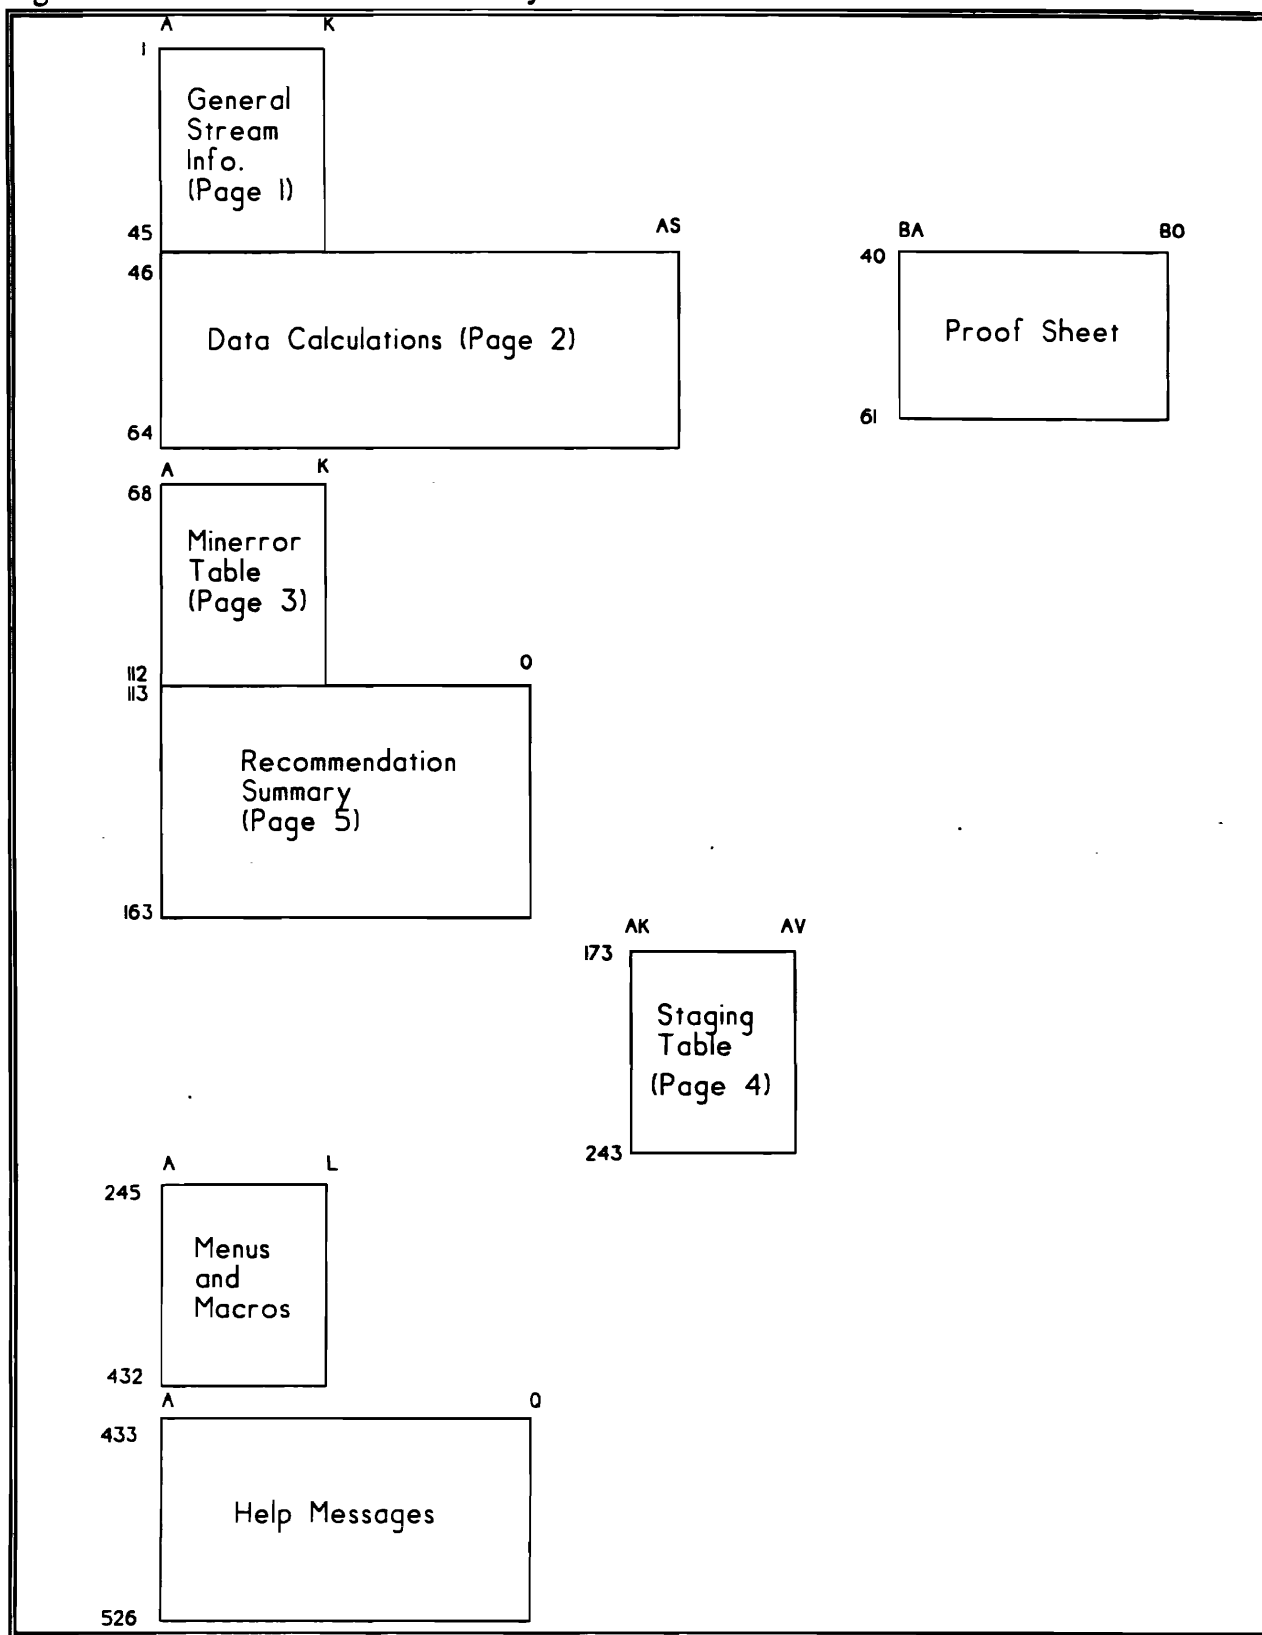 A K
1
General
Stream
Info.
(Page 1)
45
AS
46
Data Calculations (Page 2)
64
BA BO
40
Proof Sheet
61
A K
68
Minerror
Table
(Page 3)
112
O
113
Recommendation
Summary
(Page 5)
163
AK AV
173
Staging
Table
(Page 4)
243
A L
245
Menus
and
Macros
432
A Q
433
Help Messages
526